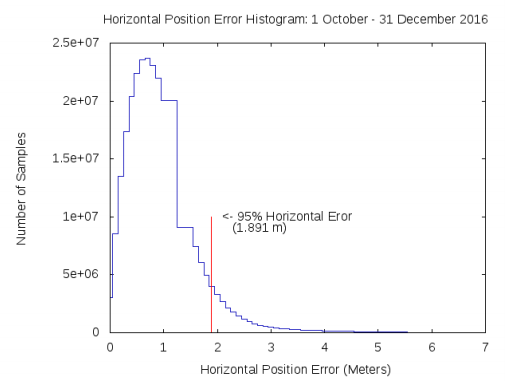 Horizontal Position Error Histogram: 1 October - 31 December 2016
2.5e+07
2e+07
1.5e+07
1e+07
5e+06
0
Number of Samples
<- 95% Horizontal Eror
(1.891 m)
0 1 2 3 4 5 6 7
Horizontal Position Error (Meters)